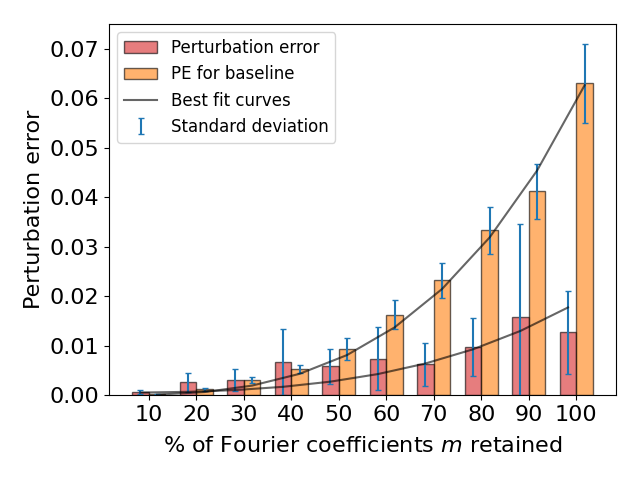 0.07
0.06
0.05
0.04
0.03
0.02
0.01
0.00
Perturbation error
Perturbation error
PE for baseline
Best fit curves
Standard deviation
10 20 30 40 50 60 70 80 90 100
% of Fourier coefficients m retained